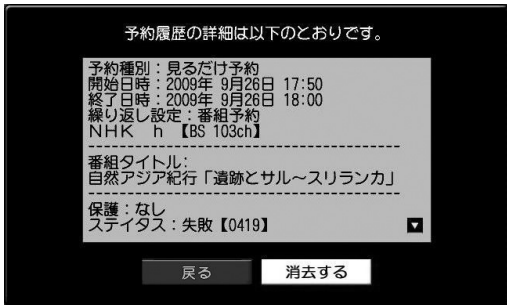 予約履歴の詳細は以下のとおりです。
予約種別：見るだけ予約
開始日時：2009年 9月26日 17:50
終了日時：2009年 9月26日 18:00
繰り返し設定：番組予約
ＮＨＫ　ｈ　【BS 103ch】
番組タイトル：
自然アジア紀行「遺跡とサル～スリランカ」
保護：なし
ステイタス：失敗【0419】
戻る
消去する